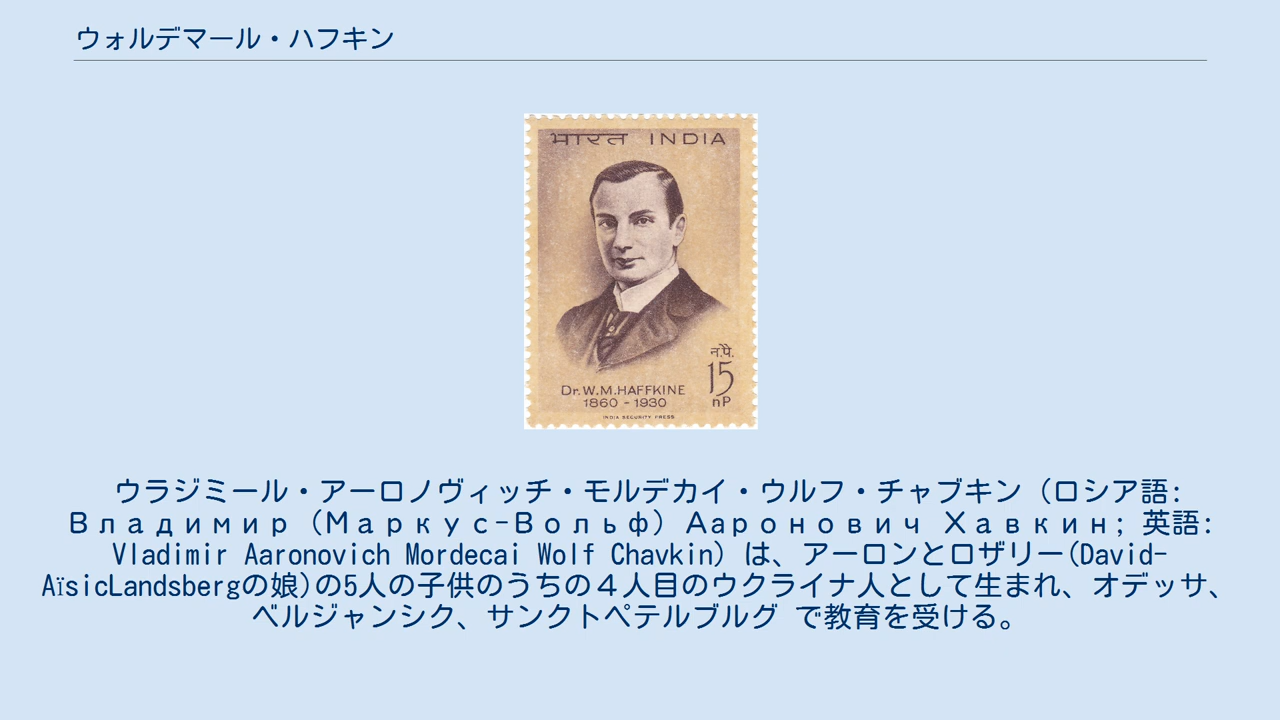 ウォルデマール・ハフキン
भारत INDIA
न.पै.
15
nP
Dr. W.M.HAFFKINE
1860 - 1930
INDIA SECURITY PRESS
ウラジミール・アーロノヴィッチ・モルデカイ・ウルフ・チャブキン (ロシア語:
Владимир (Маркус-Вольф) Ааронович Хавкин; 英語:
Vladimir Aaronovich Mordecai Wolf Chavkin) は、アーロンとロザリー(David-
AïsicLandsbergの娘)の5人の子供のうちの４人目のウクライナ人として生まれ、オデッサ、
ベルジャンシク、サンクトペテルブルグ で教育を受ける。